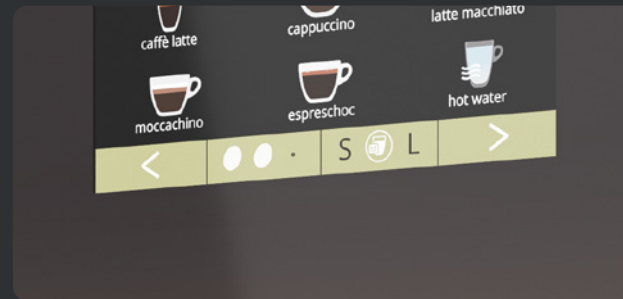 caffè latte
cappuccino
latte macchiato
moccachino
espreschoc
hot water
< S L >